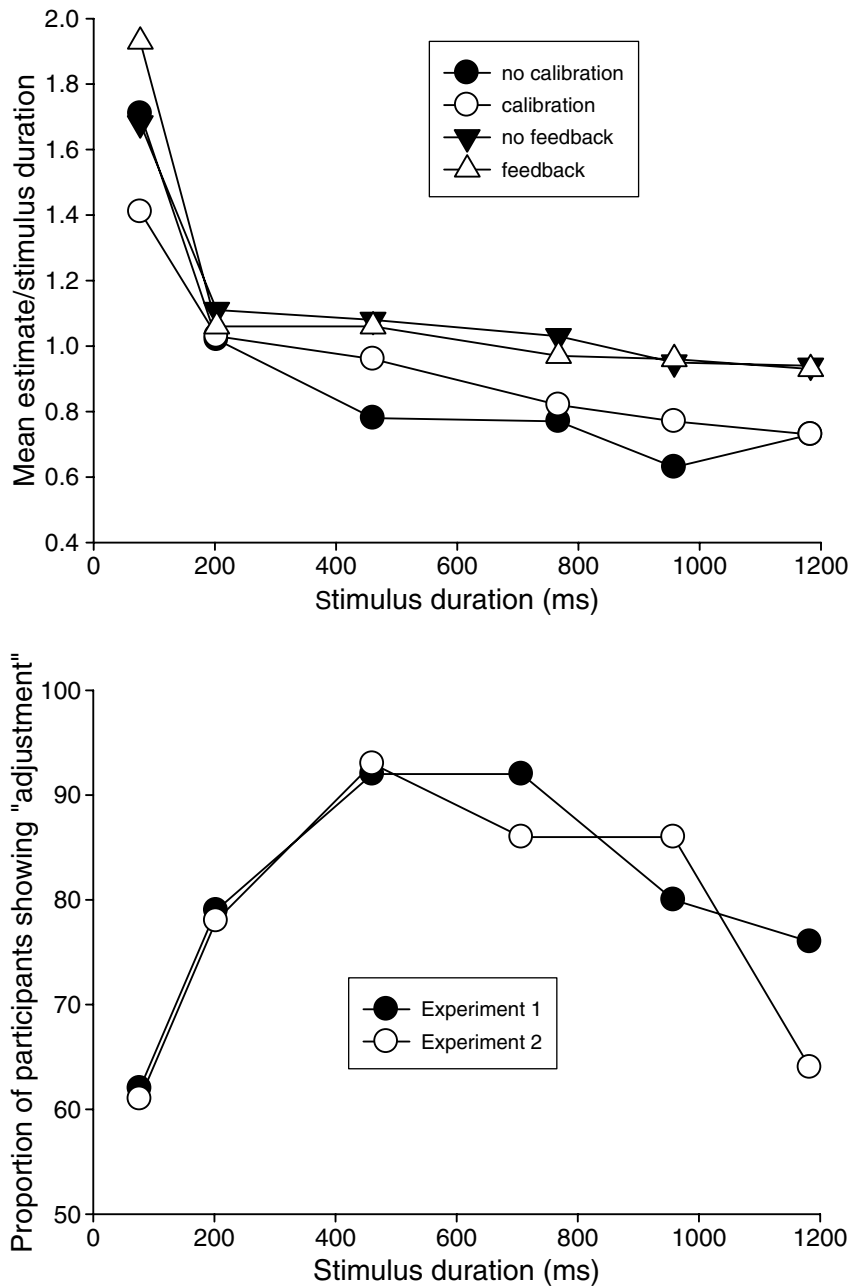 Mean estimate/stimulus duration
2.0
1.8
1.6
1.4
1.2
1.0
0.8
0.6
0.4
no calibration
calibration
no feedback
feedback
0 200 400 600 800 1000 1200
Stimulus duration (ms)
Proportion of participants showing "adjustment"
100
90
80
70
60
50
Experiment 1
Experiment 2
0 200 400 600 800 1000 1200
Stimulus duration (ms)